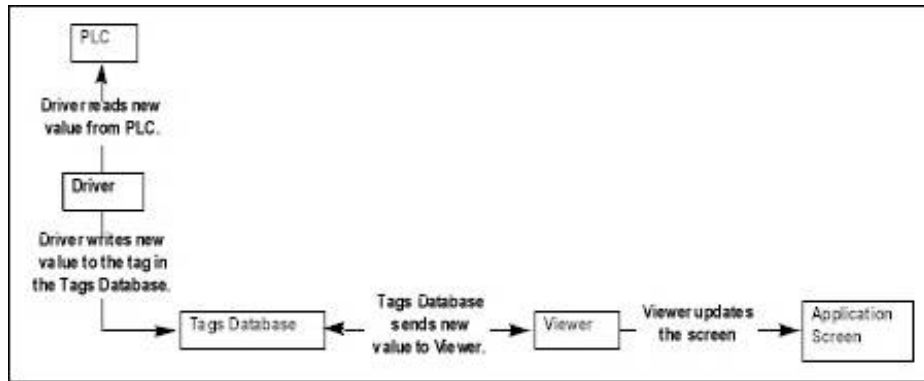 PLC
Driver reads new
value from PLC.
Driver
Driver writes new
value to the tag in
the Tags Database.
Tags Database
Tags Database
sends new
value to Viewer.
Viewer
Viewer updates
the screen
Application
Screen